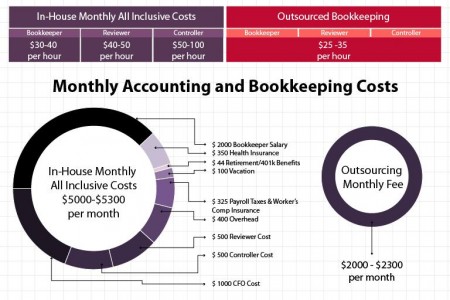 In-House Monthly All Inclusive Costs
Bookkeeper Reviewer Controller
$30-40 $40-50 $50-100
per hour per hour per hour
Outsourced Bookkeeping
Bookkeeper Reviewer Controller
$25 -35
per hour
Monthly Accounting and Bookkeeping Costs
In-House Monthly
All Inclusive Costs
$5000-$5300
per month
$ 2000 Bookkeeper Salary
$ 350 Health Insurance
$ 44 Retirement/401k Benefits
$ 100 Vacation
$ 325 Payroll Taxes & Worker's
Comp Insurance
$ 400 Overhead
$ 500 Reviewer Cost
$ 500 Controller Cost
$ 1000 CFO Cost
Outsourcing
Monthly Fee
$2000 - $2300
per month